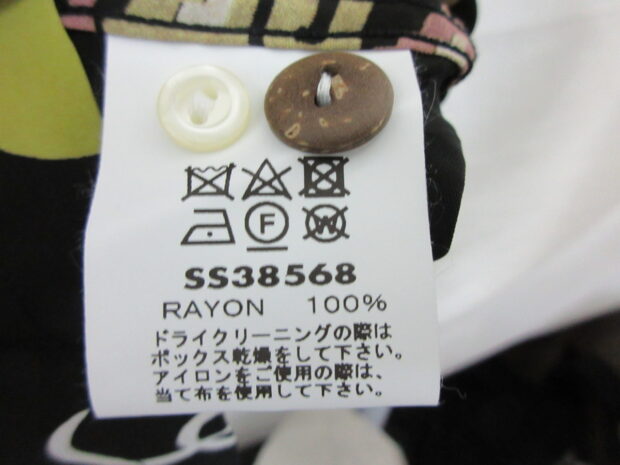 F W
SS38568
RAYON 100%
ドライクリーニングの際は
ボックス乾燥をして下さい。
アイロンをご使用の際は、
当て布を使用して下さい。